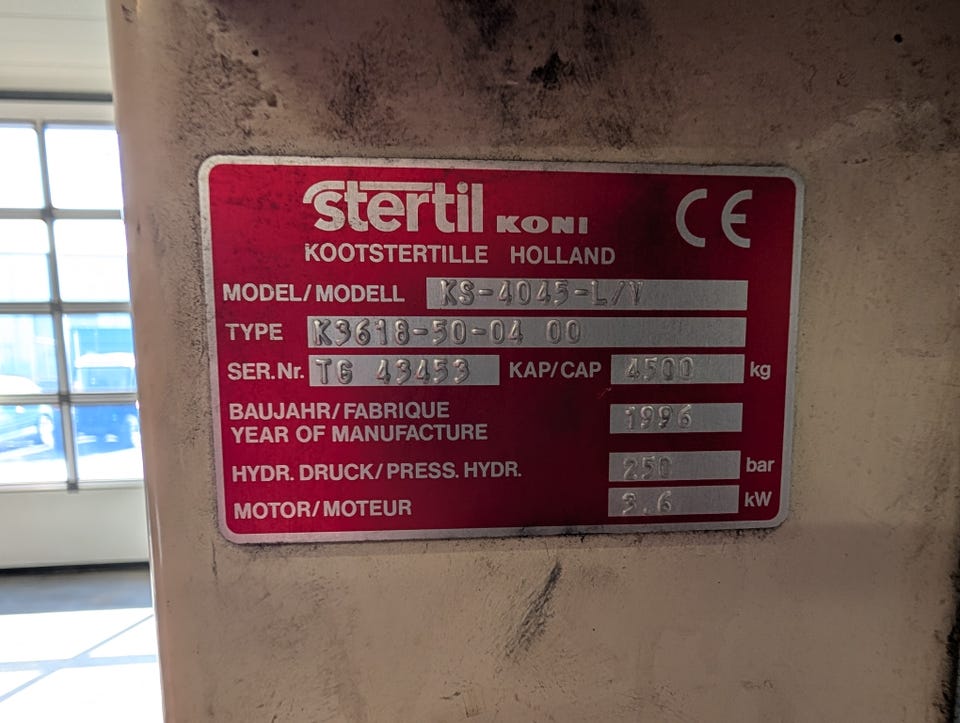 stertil KONI CE
KOOTSTERTILLE HOLLAND
MODEL/MODELL KS-4045-L/V
TYPE K3618-50-04 00
SER.Nr. TG 43453 KAP/CAP 4500 kg
BAUJAHR/FABRIQUE
YEAR OF MANUFACTURE 1996
HYDR. DRUCK/PRESS. HYDR. 250 bar
MOTOR/MOTEUR 3.6 kW